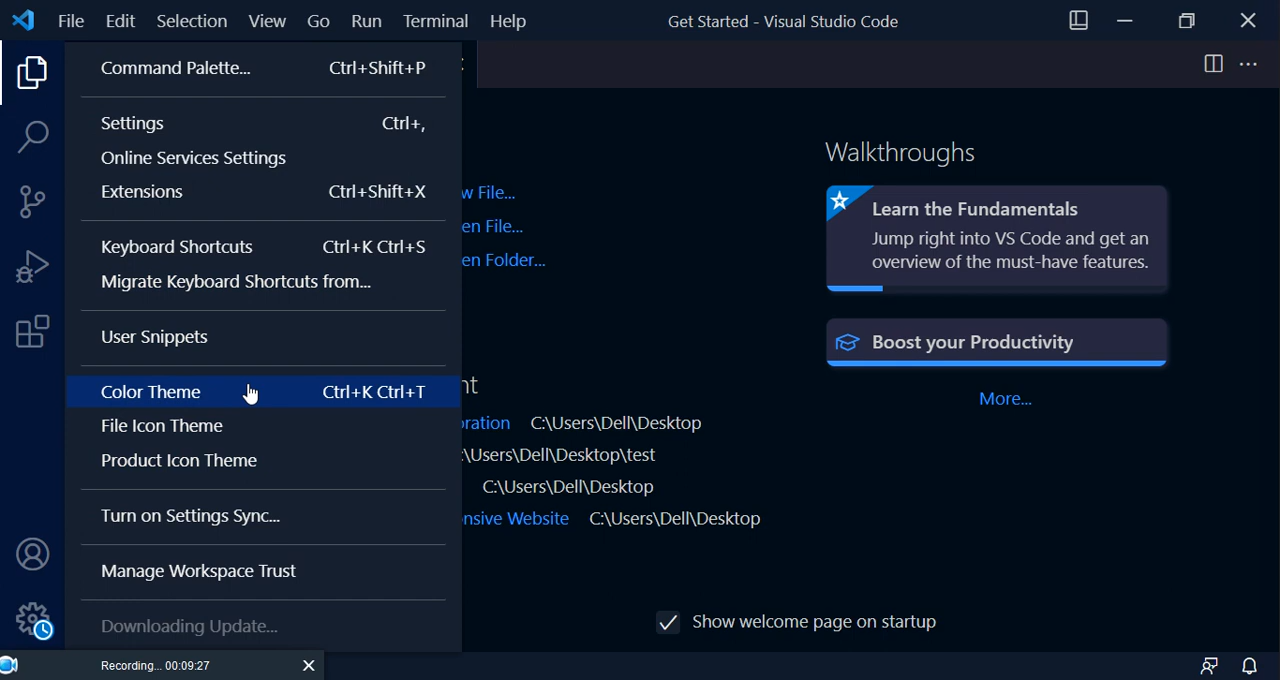 File Edit Selection View Go Run Terminal Help
Get Started - Visual Studio Code
Command Palette... Ctrl+Shift+P
Settings Ctrl+,
Online Services Settings
Extensions Ctrl+Shift+X
Keyboard Shortcuts Ctrl+K Ctrl+S
Migrate Keyboard Shortcuts from...
User Snippets
Color Theme Ctrl+K Ctrl+T
File Icon Theme
Product Icon Theme
Turn on Settings Sync...
Manage Workspace Trust
Downloading Update...
Recording... 00:09:27
w File...
en File...
en Folder...
nt
oration C:\Users\Dell\Desktop
:\Users\Dell\Desktop\test
C:\Users\Dell\Desktop
nsive Website C:\Users\Dell\Desktop
Walkthroughs
Learn the Fundamentals
Jump right into VS Code and get an
overview of the must-have features.
Boost your Productivity
More...
Show welcome page on startup